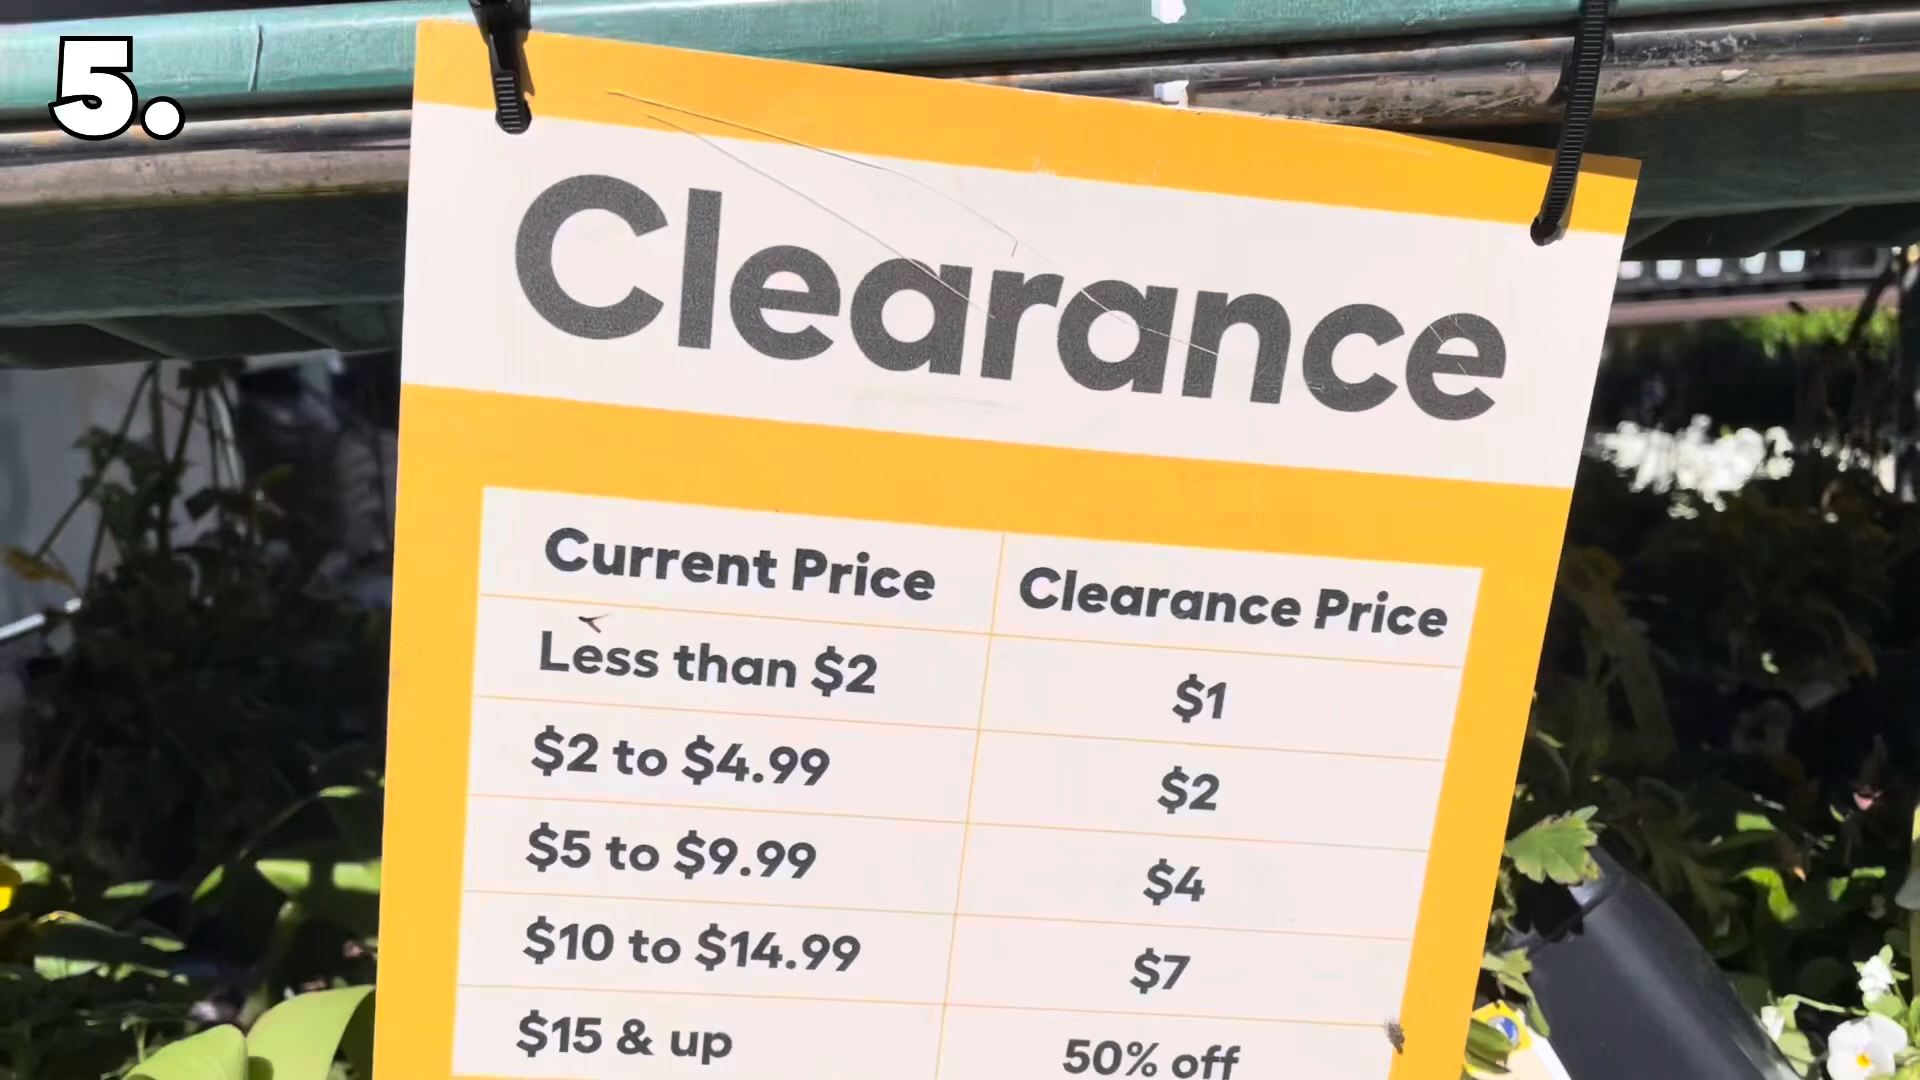 5.
Clearance
Current Price Clearance Price
Less than $2 $1
$2 to $4.99 $2
$5 to $9.99 $4
$10 to $14.99 $7
$15 & up 50% off